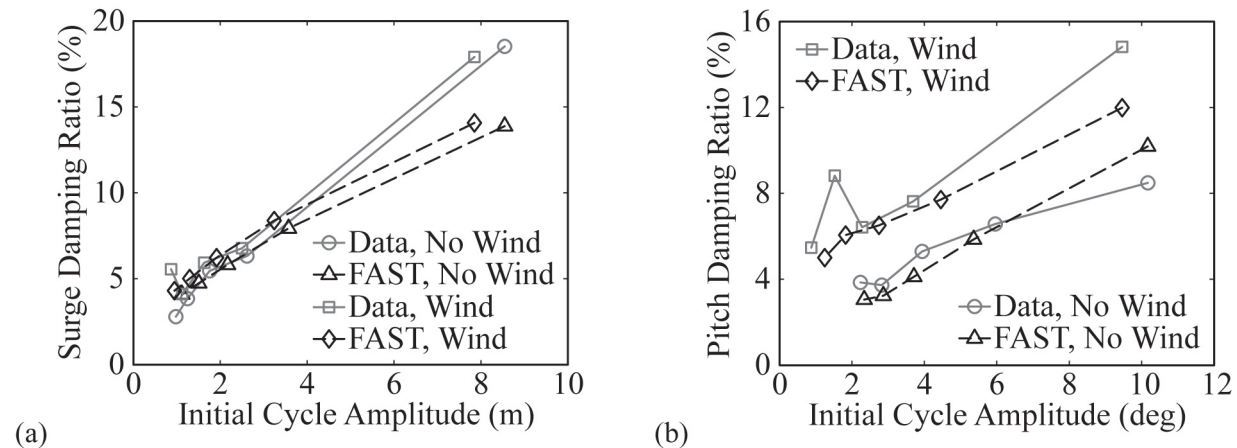 20
15
10
5
0
0 2 4 6 8 10
Surge Damping Ratio (%)
Initial Cycle Amplitude (m)
Data, No Wind
FAST, No Wind
Data, Wind
FAST, Wind
(a)
16
12
8
4
0
0 2 4 6 8 10 12
Pitch Damping Ratio (%)
Initial Cycle Amplitude (deg)
Data, Wind
FAST, Wind
Data, No Wind
FAST, No Wind
(b)